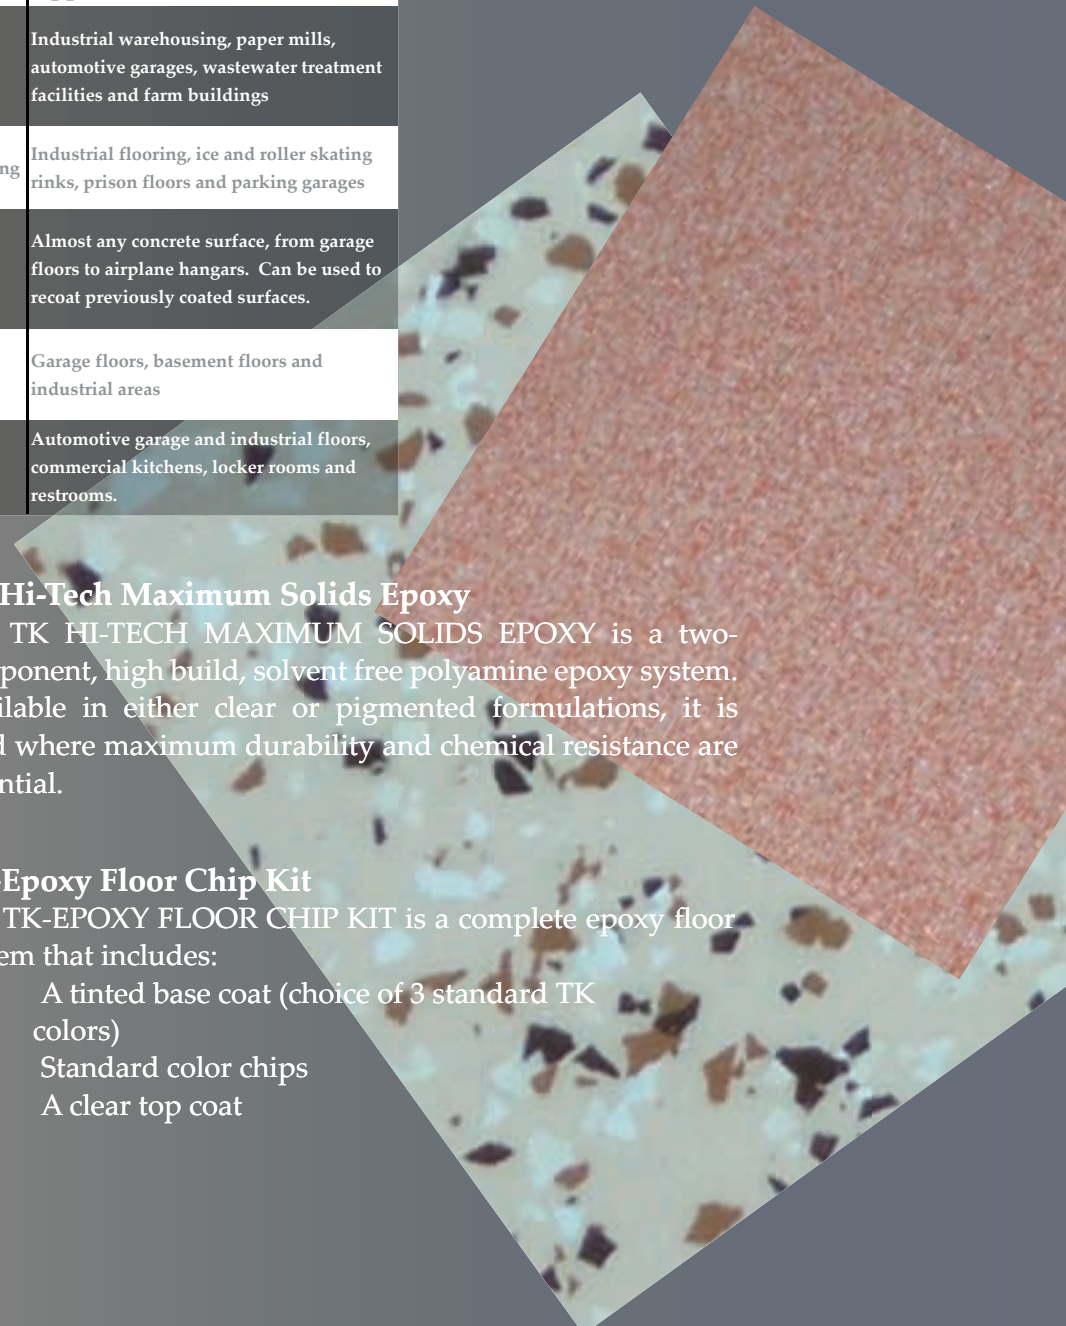 Industrial warehousing, paper mills,
automotive garages, wastewater treatment
facilities and farm buildings
ng
Industrial flooring, ice and roller skating
rinks, prison floors and parking garages
Almost any concrete surface, from garage
floors to airplane hangars.  Can be used to
recoat previously coated surfaces.
Garage floors, basement floors and
industrial areas
Automotive garage and industrial floors,
commercial kitchens, locker rooms and
restrooms.
Hi-Tech Maximum Solids Epoxy
TK HI-TECH MAXIMUM SOLIDS EPOXY is a two-
ponent, high build, solvent free polyamine epoxy system.
ilable in either clear or pigmented formulations, it is
d where maximum durability and chemical resistance are
ntial.
-Epoxy Floor Chip Kit
TK-EPOXY FLOOR CHIP KIT is a complete epoxy floor
em that includes:
A tinted base coat (choice of 3 standard TK
colors)
Standard color chips
A clear top coat